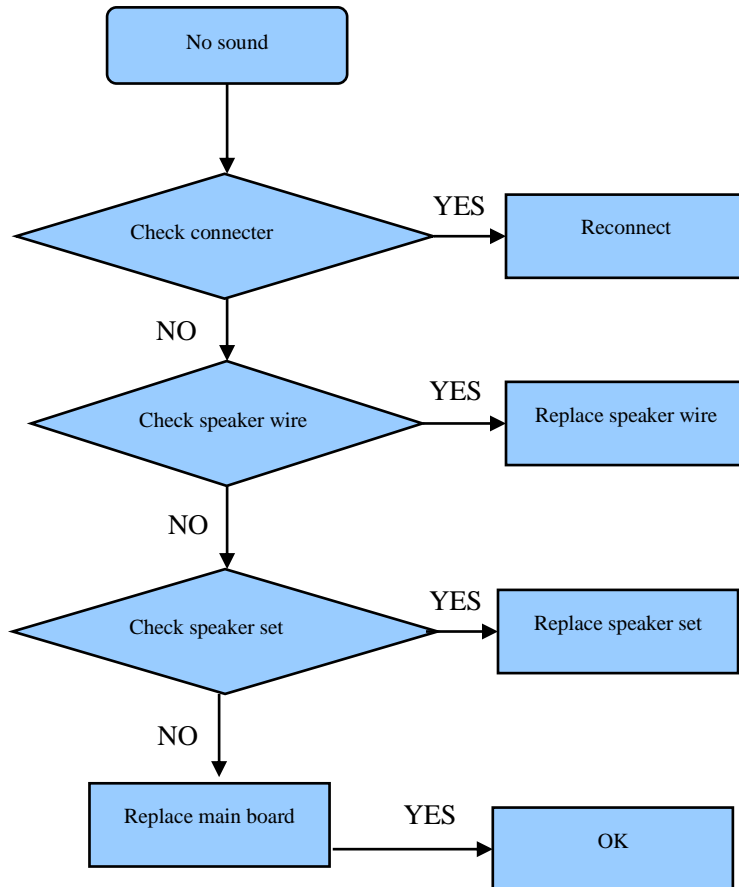 No sound
Check connecter
YES
Reconnect
NO
Check speaker wire
YES
Replace speaker wire
NO
Check speaker set
YES
Replace speaker set
NO
Replace main board
YES
OK